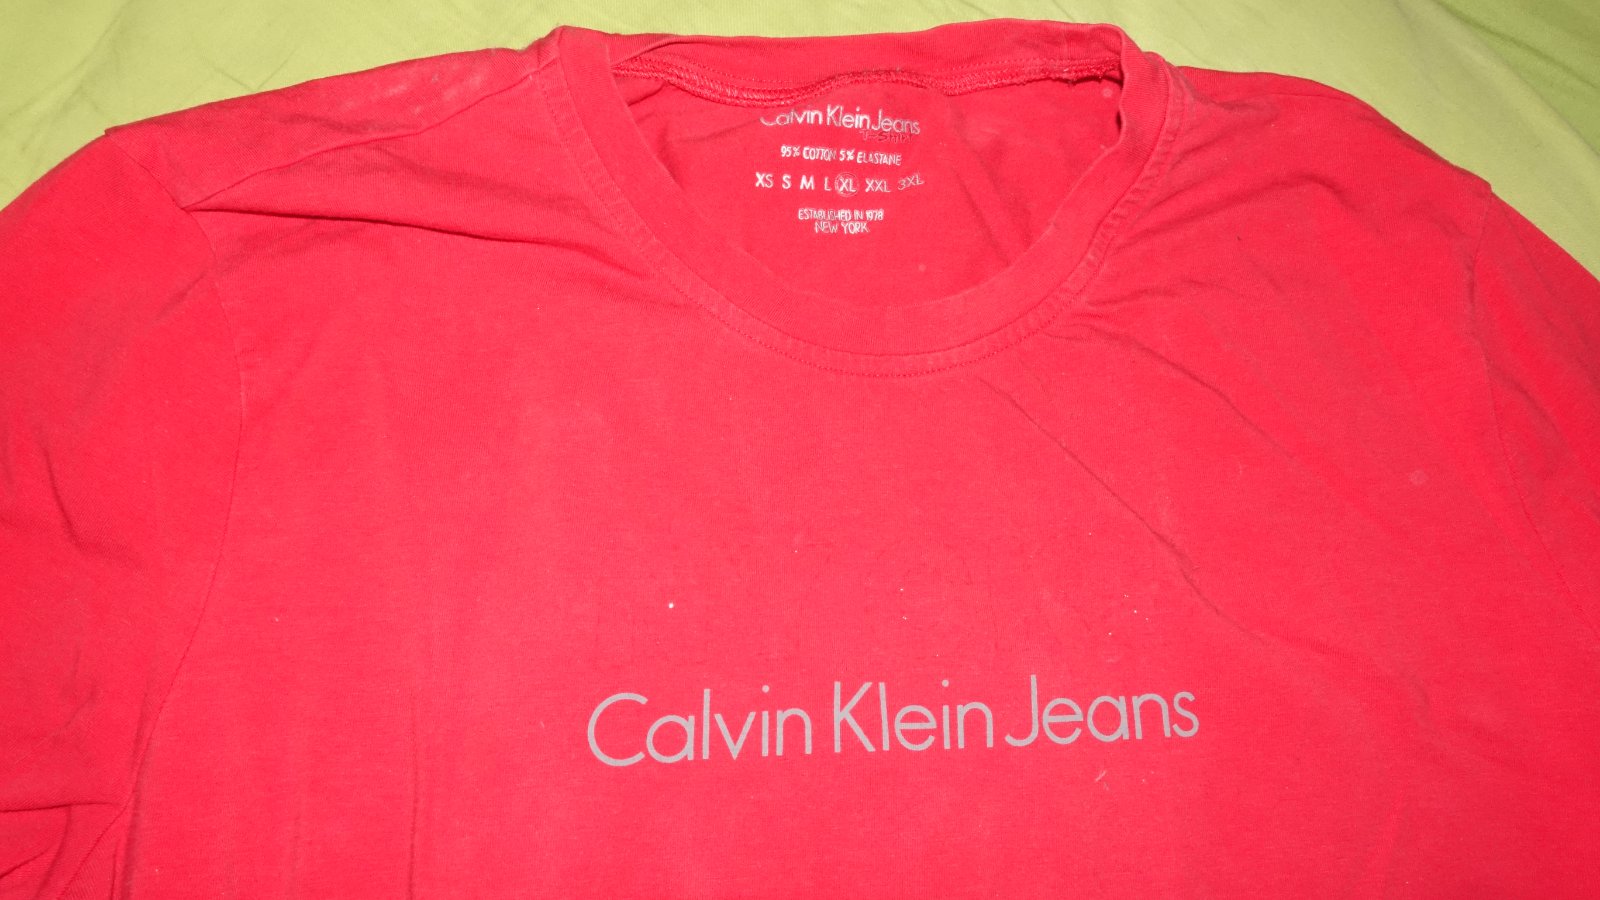 Calvin Klein Jeans
T-SHIRT
95% COTTON 5% ELASTANE
XS S M L XL XXL 3XL
ESTABLISHED IN 1978
NEW YORK
Calvin Klein Jeans